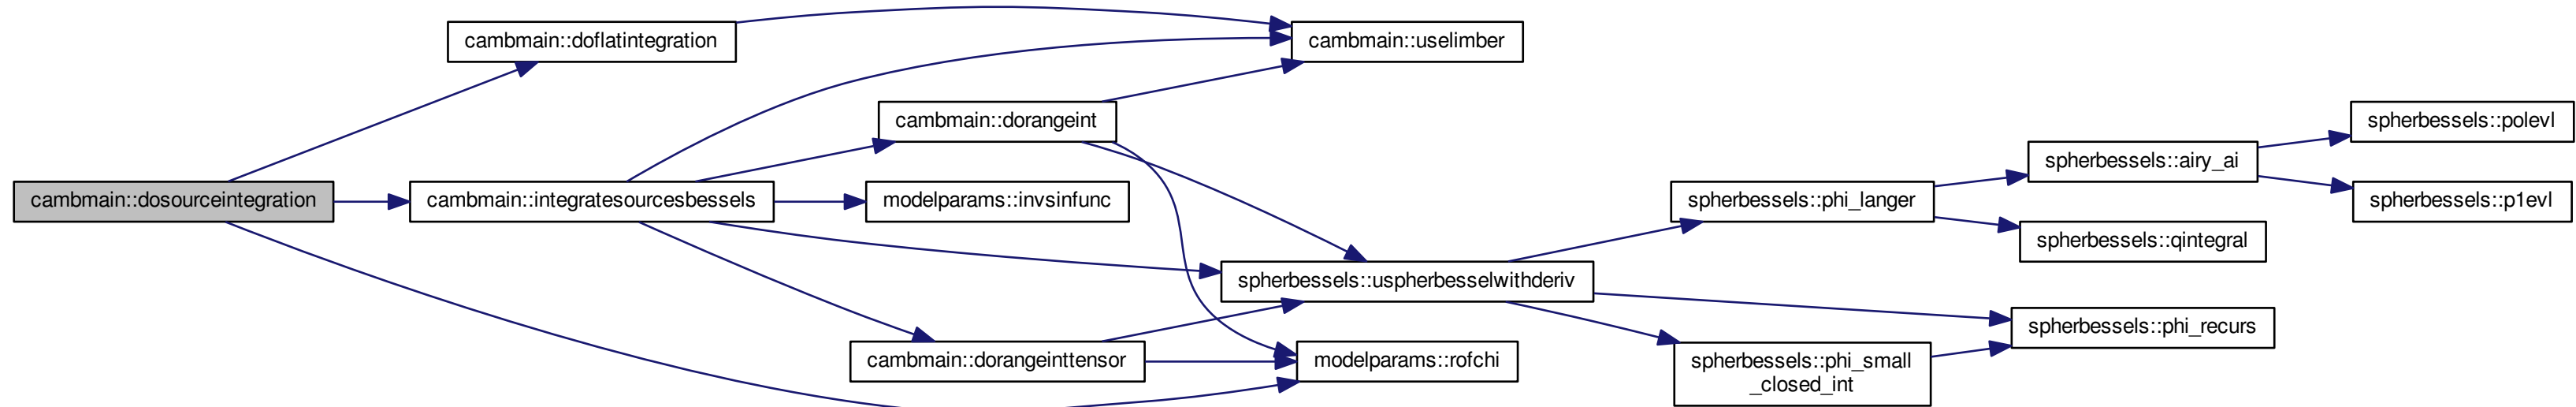 cambmain::doflatintegration
cambmain::uselimber
cambmain::dorangeint
spherbessels::polevl
spherbessels::airy_ai
cambmain::dosourceintegration
cambmain::integratesourcesbessels
modelparams::invsinfunc
spherbessels::phi_langer
spherbessels::p1evl
spherbessels::qintegral
spherbessels::uspherbesselwithderiv
spherbessels::phi_recurs
cambmain::dorangeinttensor
modelparams::rofchi
spherbessels::phi_small
_closed_int